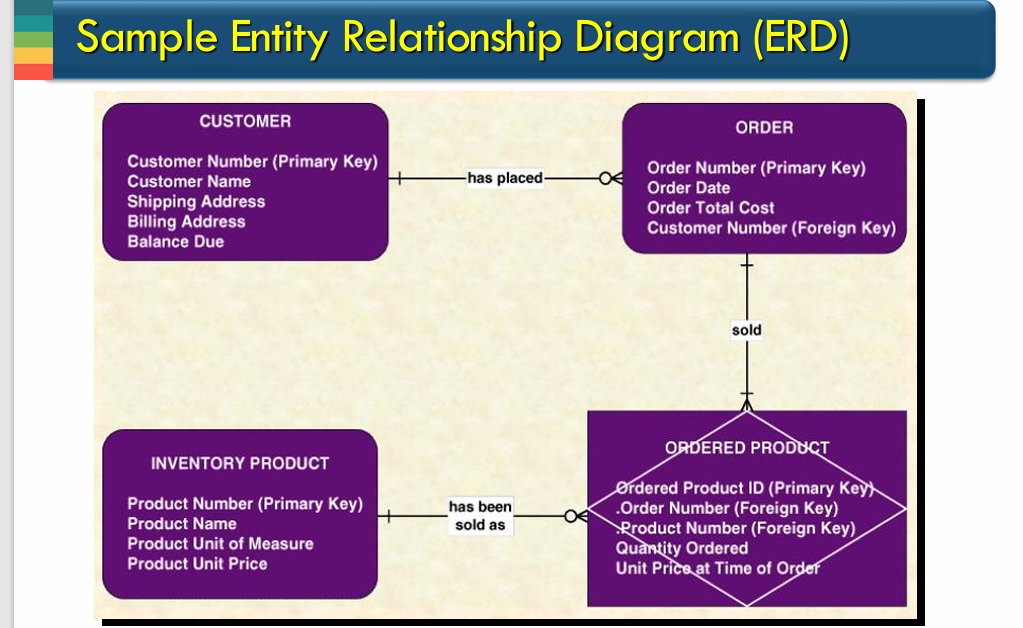 Sample Entity Relationship Diagram (ERD)
CUSTOMER
Customer Number (Primary Key)
Customer Name
Shipping Address
Billing Address
Balance Due
has placed
ORDER
Order Number (Primary Key)
Order Date
Order Total Cost
Customer Number (Foreign Key)
sold
INVENTORY PRODUCT
Product Number (Primary Key)
Product Name
Product Unit of Measure
Product Unit Price
has been
sold as
ORDERED PRODUCT
Ordered Product ID (Primary Key)
.Order Number (Foreign Key)
.Product Number (Foreign Key)
Quantity Ordered
Unit Price at Time of Order